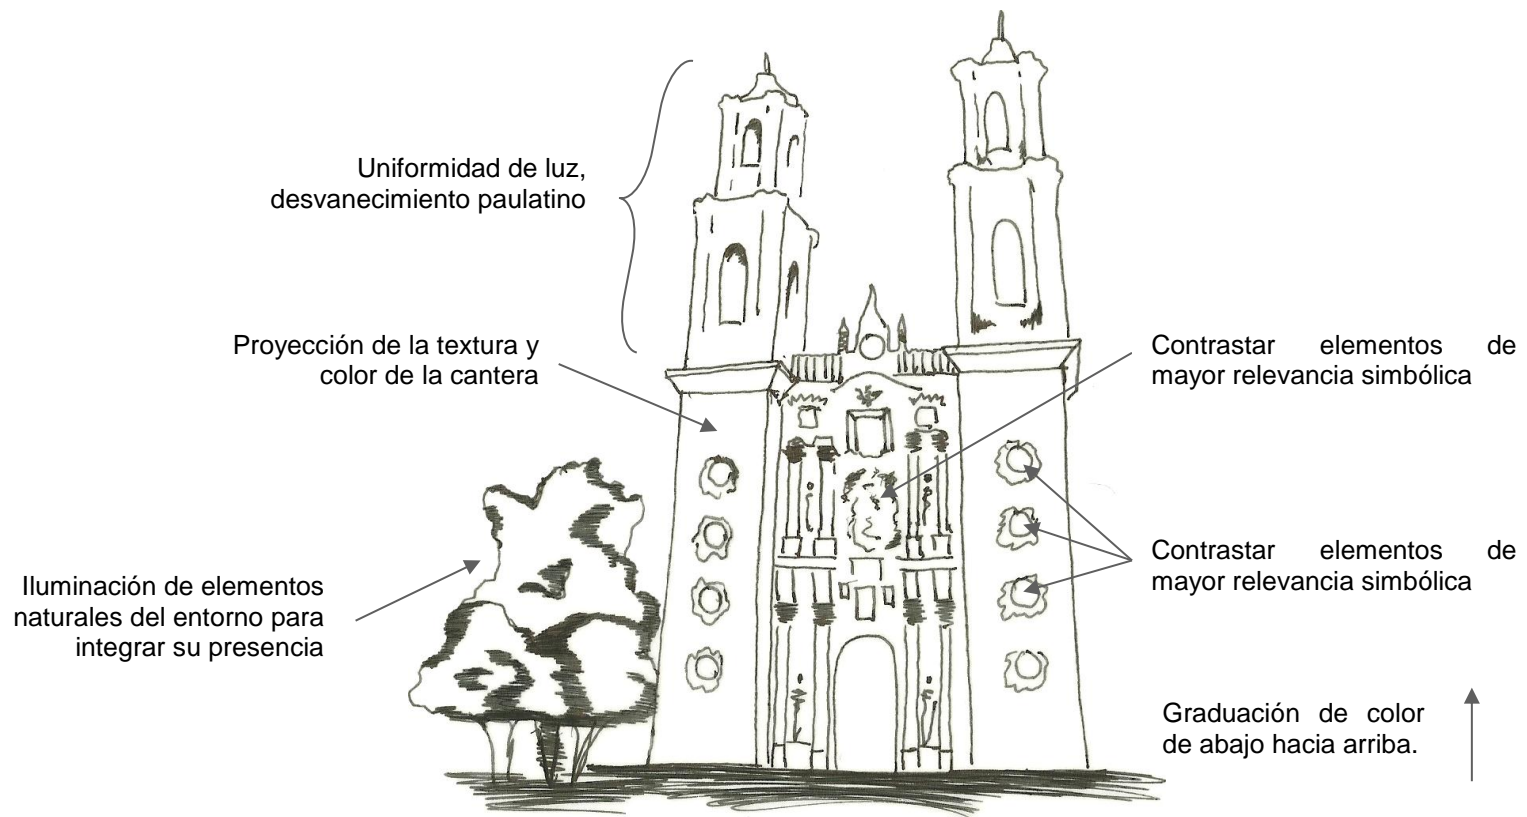 Uniformidad de luz,
desvanecimiento paulatino
Proyección de la textura y
color de la cantera
Contrastar elementos de
mayor relevancia simbólica
Iluminación de elementos
naturales del entorno para
integrar su presencia
Contrastar elementos de
mayor relevancia simbólica
Graduación de color
de abajo hacia arriba.